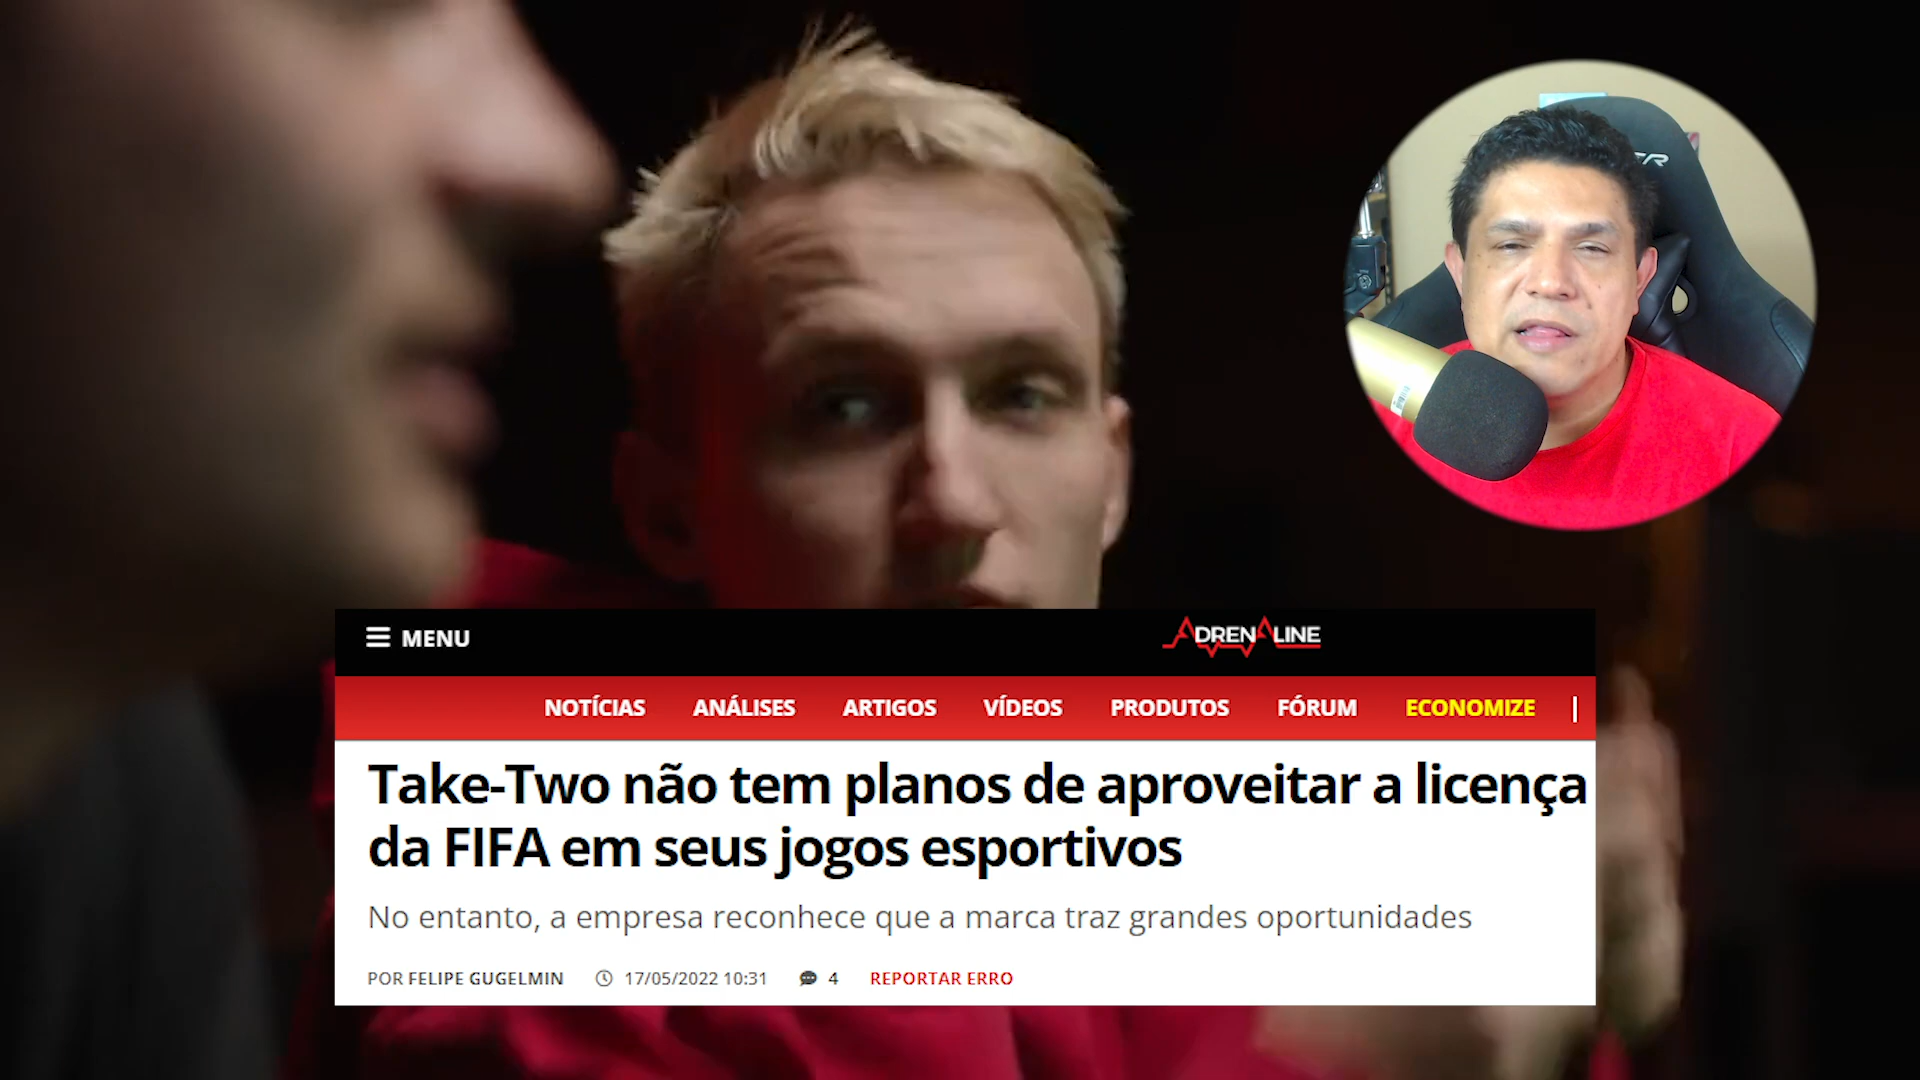 MENU
ADRENALINE
NOTÍCIAS ANÁLISES ARTIGOS VÍDEOS PRODUTOS FÓRUM ECONOMIZE
Take-Two não tem planos de aproveitar a licença
da FIFA em seus jogos esportivos
No entanto, a empresa reconhece que a marca traz grandes oportunidades
POR FELIPE GUGELMIN 17/05/2022 10:31 4 REPORTAR ERRO